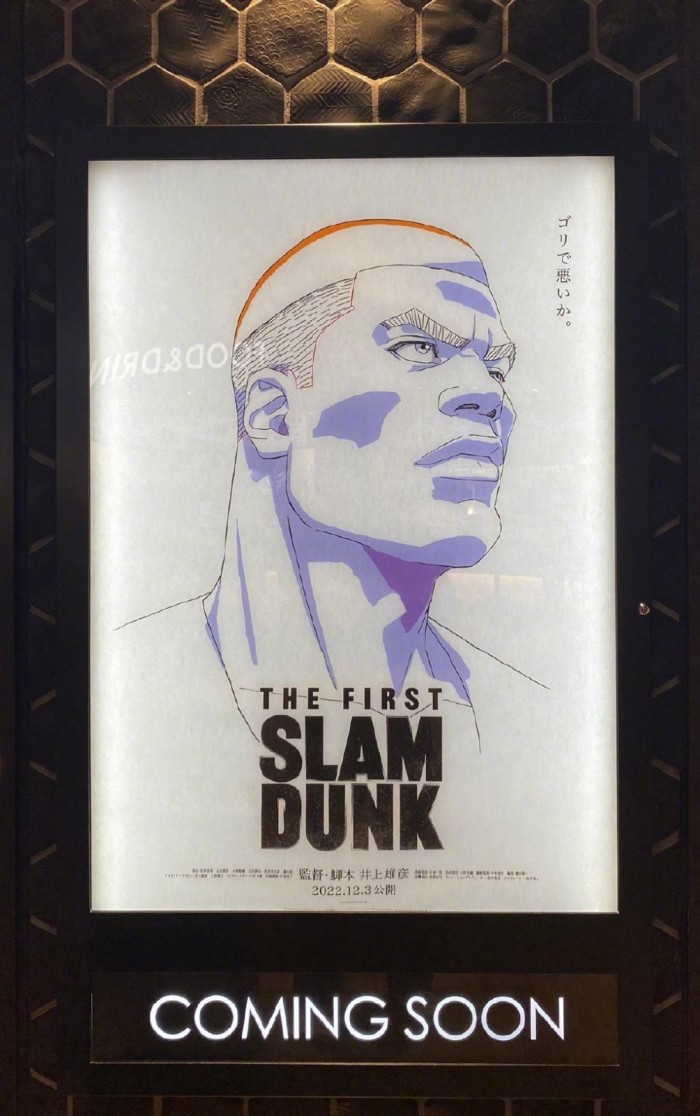 ゴリで悪いか。
FOOD&DRIN
THE FIRST
SLAM
DUNK
監督・脚本 井上雄彦
2022.12.3公開
COMING SOON